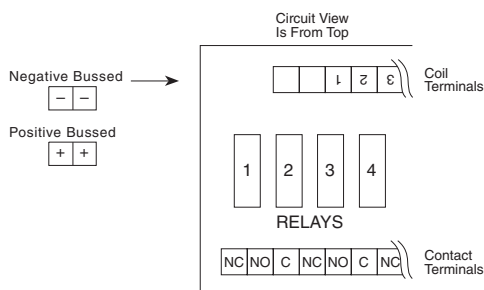 Circuit View
Is From Top
Negative Bussed
– –
Positive Bussed
+ +
1 2 3
Coil
Terminals
1 2 3 4
RELAYS
NC NO C NC NO C NC
Contact
Terminals